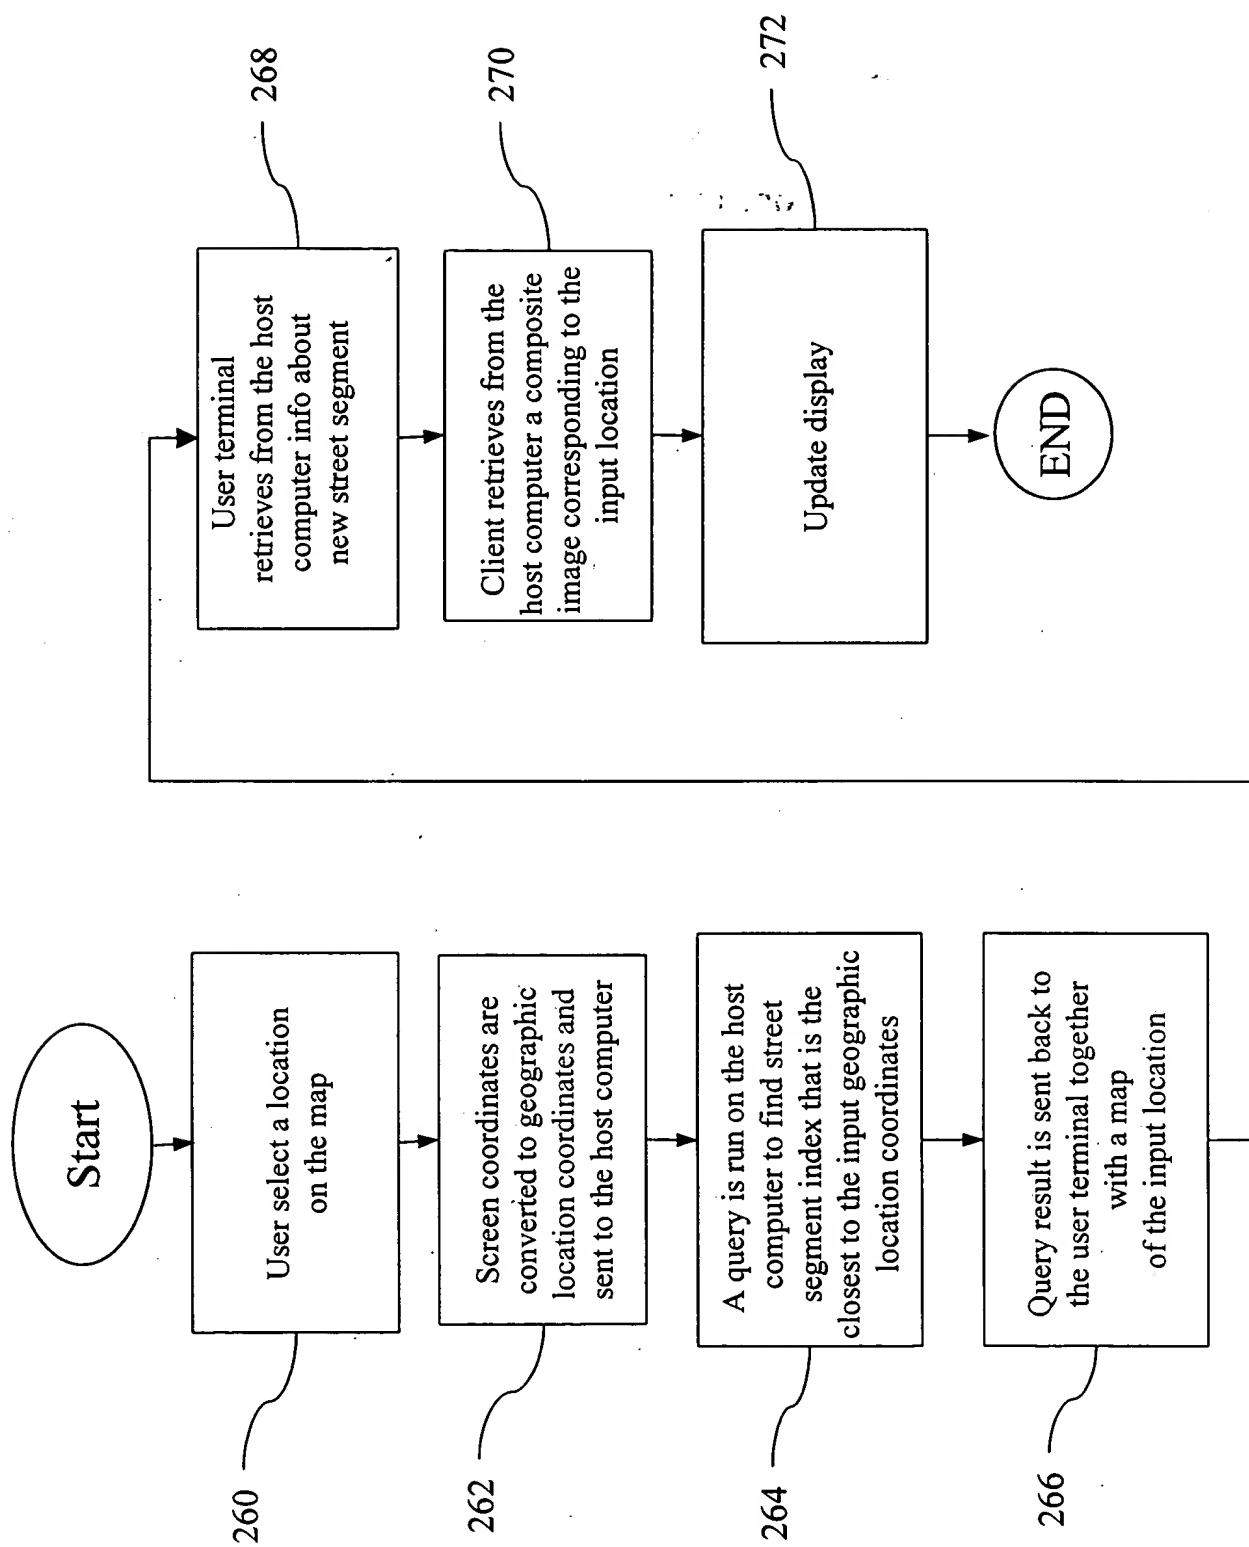 Start
260
User select a location
on the map
262
Screen coordinates are
converted to geographic
location coordinates and
sent to the host computer
264
A query is run on the host
computer to find street
segment index that is the
closest to the input geographic
location coordinates
266
Query result is sent back to
the user terminal together
with a map
of the input location
268
User terminal
retrieves from the host
computer info about
new street segment
270
Client retrieves from the
host computer a composite
image corresponding to the
input location
272
Update display
END